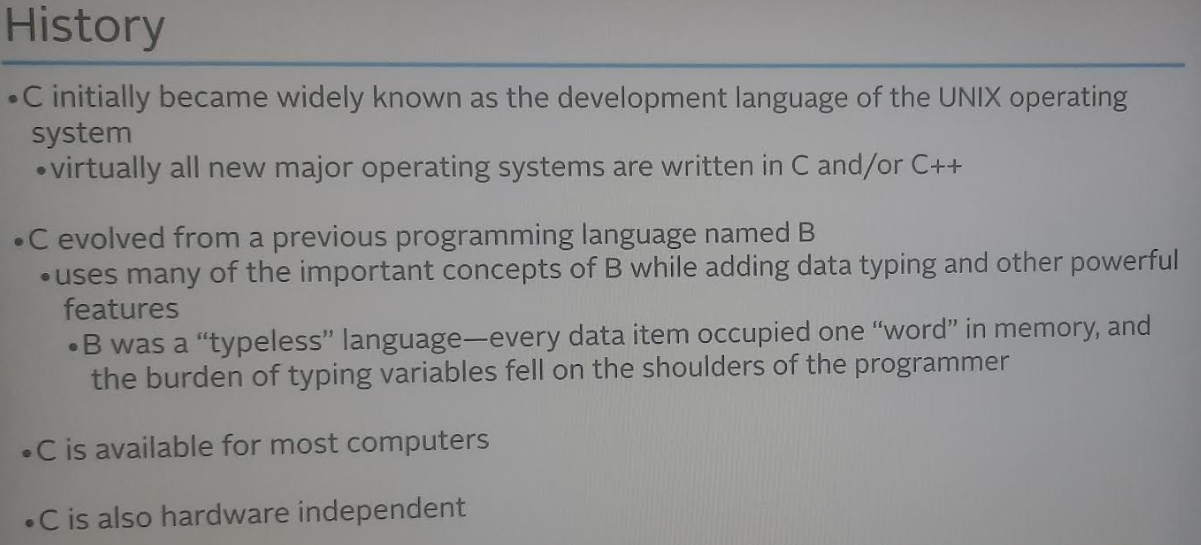 History
•C initially became widely known as the development language of the UNIX operating
system
•virtually all new major operating systems are written in C and/or C++
•C evolved from a previous programming language named B
•uses many of the important concepts of B while adding data typing and other powerful
features
•B was a “typeless” language—every data item occupied one “word” in memory, and
the burden of typing variables fell on the shoulders of the programmer
•C is available for most computers
•C is also hardware independent